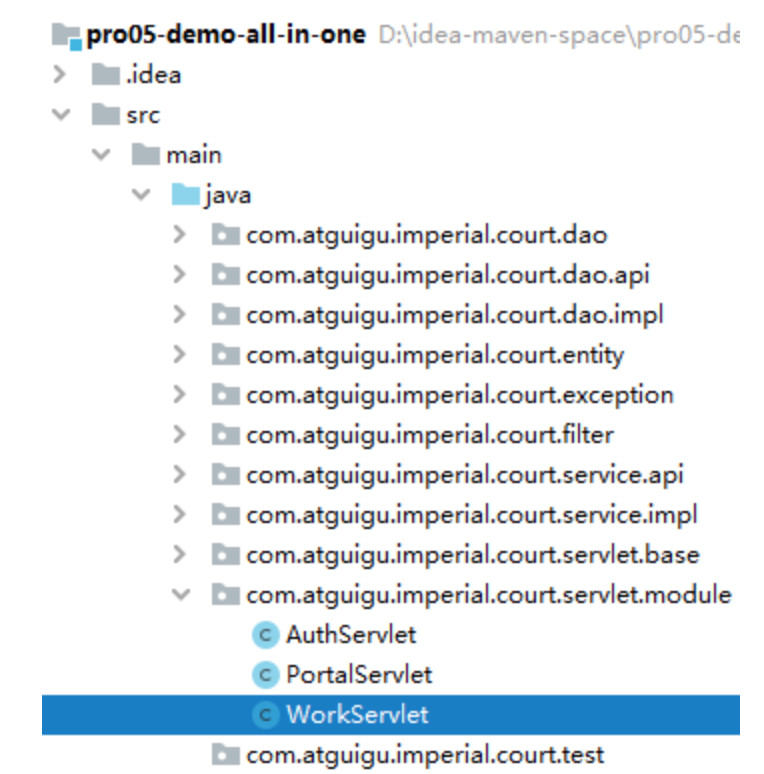 pro05-demo-all-in-one D:\idea-maven-space\pro05-de
.idea
src
main
java
com.atguigu.imperial.court.dao
com.atguigu.imperial.court.dao.api
com.atguigu.imperial.court.dao.impl
com.atguigu.imperial.court.entity
com.atguigu.imperial.court.exception
com.atguigu.imperial.court.filter
com.atguigu.imperial.court.service.api
com.atguigu.imperial.court.service.impl
com.atguigu.imperial.court.servlet.base
com.atguigu.imperial.court.servlet.module
C AuthServlet
C PortalServlet
C WorkServlet
com.atguigu.imperial.court.test